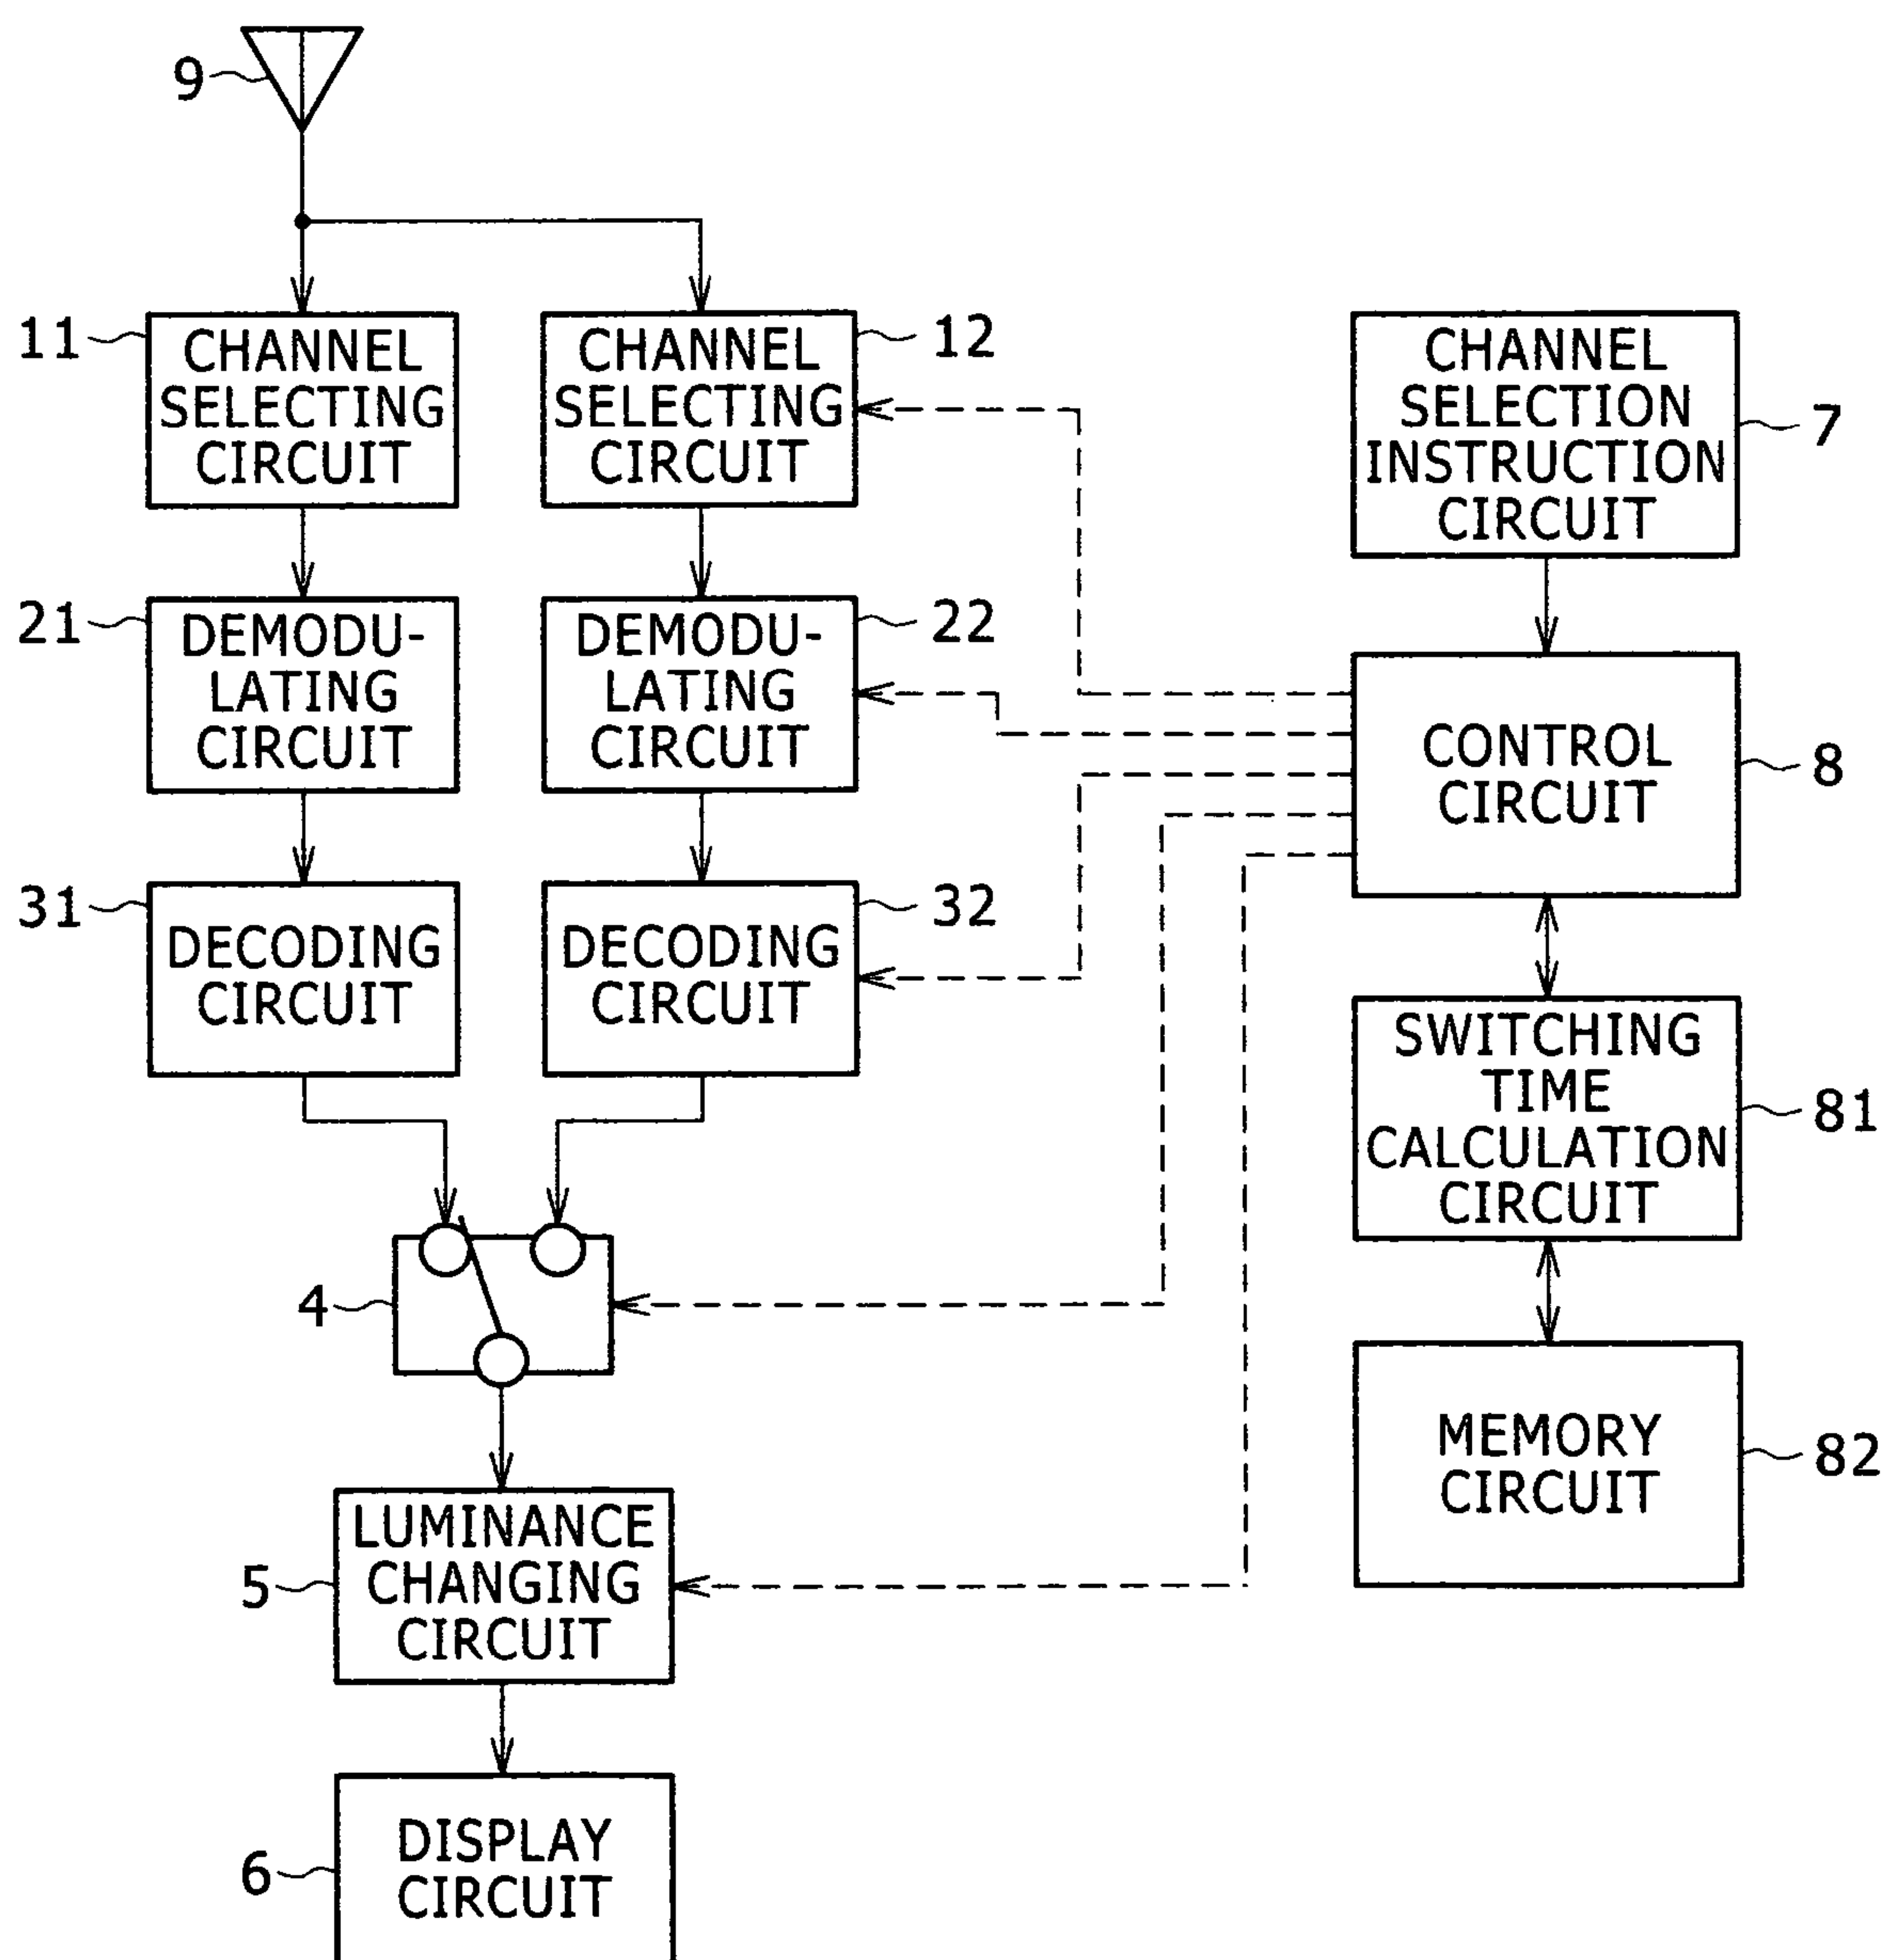 9
11
CHANNEL
SELECTING
CIRCUIT
CHANNEL
SELECTING
CIRCUIT
12
CHANNEL
SELECTION
INSTRUCTION
CIRCUIT
7
21
DEMODU-
LATING
CIRCUIT
DEMODU-
LATING
CIRCUIT
22
CONTROL
CIRCUIT
8
31
DECODING
CIRCUIT
DECODING
CIRCUIT
32
SWITCHING
TIME
CALCULATION
CIRCUIT
81
4
MEMORY
CIRCUIT
82
5
LUMINANCE
CHANGING
CIRCUIT
6
DISPLAY
CIRCUIT